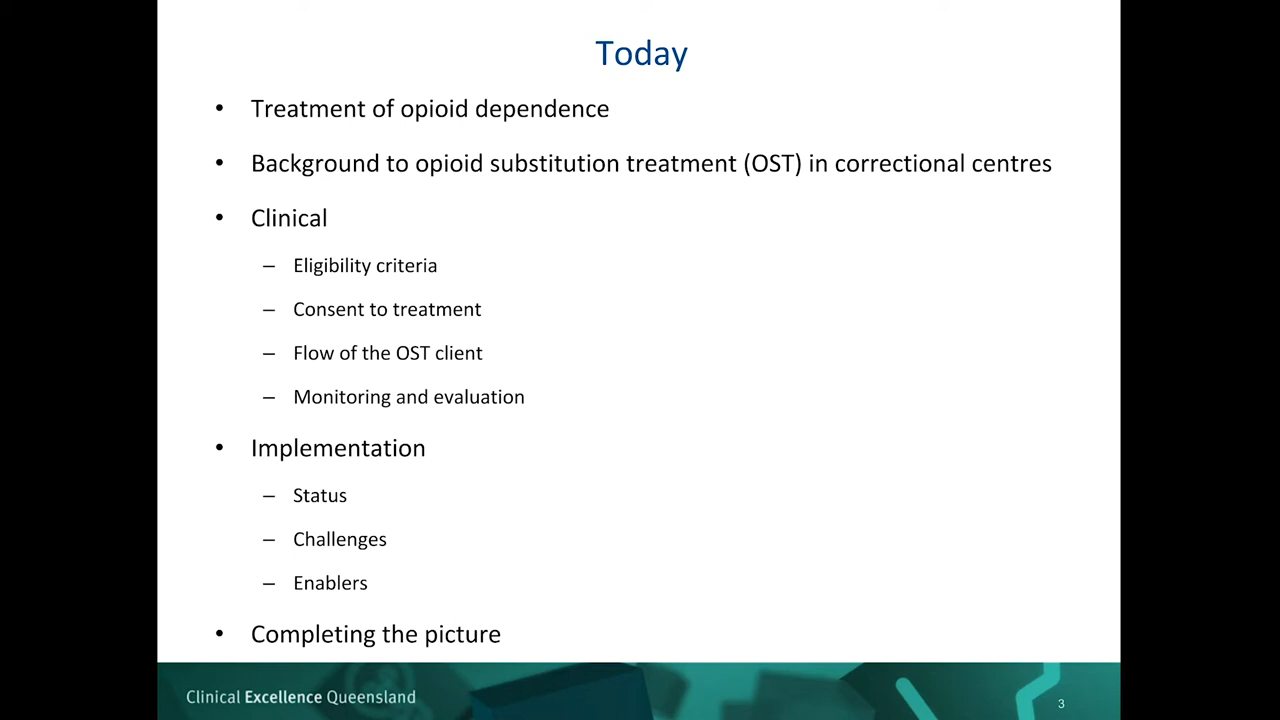 Today
• Treatment of opioid dependence
• Background to opioid substitution treatment (OST) in correctional centres
• Clinical
– Eligibility criteria
– Consent to treatment
– Flow of the OST client
– Monitoring and evaluation
• Implementation
– Status
– Challenges
– Enablers
• Completing the picture
Clinical Excellence Queensland
3